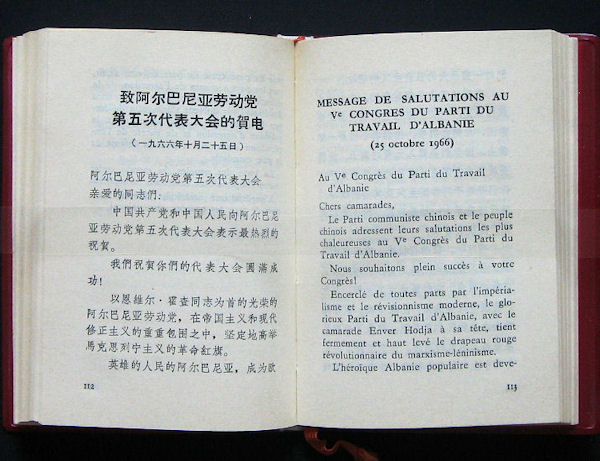 致阿尔巴尼亚劳动党
第五次代表大会的賀电
(一九六六年十月二十五日)
阿尔巴尼亚劳动党第五次代表大会
亲爱的同志們:
中国共产党和中国人民向阿尔巴尼
亚劳动党第五次代表大会表示最热烈的
祝賀。
我們祝賀你們的代表大会圓滿成
功!
以恩維尔·霍査同志为首的光荣的
阿尔巴尼亚劳动党,在帝国主义和現代
修正主义的重重包围之中,坚定地高举
馬克思列宁主义的革命紅旗。
英雄的人民的阿尔巴尼亚,成为欧
112
MESSAGE DE SALUTATIONS AU
Ve CONGRES DU PARTI DU
TRAVAIL D'ALBANIE
(25 octobre 1966)
Au Ve Congrès du Parti du Travail
d'Albanie
Chers camarades,
Le Parti communiste chinois et le peuple
chinois adressent leurs salutations les plus
chaleureuses au Ve Congrès du Parti du
Travail d'Albanie.
Nous souhaitons plein succès à votre
Congrès!
Encerclé de toutes parts par l'impéria-
lisme et le révisionnisme moderne, le glo-
rieux Parti du Travail d'Albanie, avec le
camarade Enver Hodja à sa tête, tient
fermement et haut levé le drapeau rouge
révolutionnaire du marxisme-léninisme.
L'héroïque Albanie populaire est deve-
113